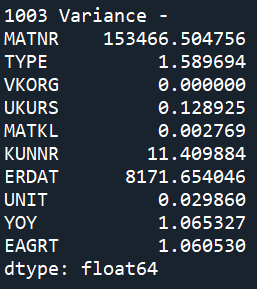 1003 Variance -
MATNR 153466.504756
TYPE 1.589694
VKORG 0.000000
UKURS 0.128925
MATKL 0.002769
KUNNR 11.409884
ERDAT 8171.654046
UNIT 0.029860
YOY 1.065327
EAGRT 1.060530
dtype: float64